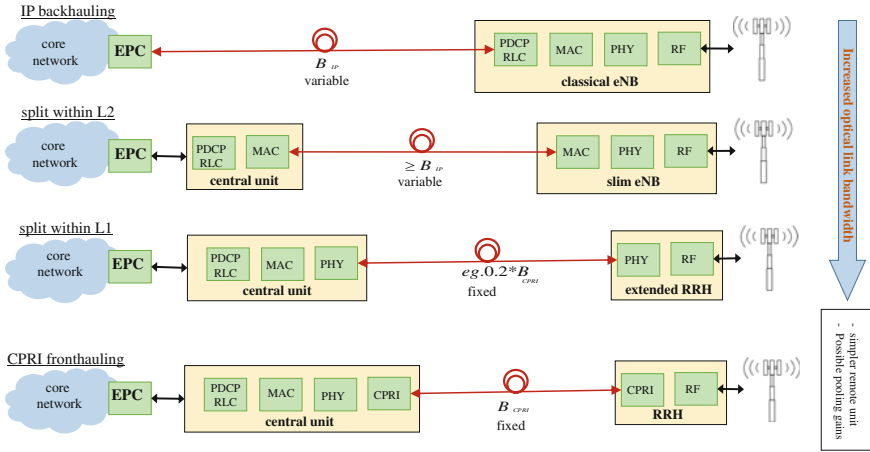 IP backhauling
core
network
EPC
B IP
variable
PDCP
RLC
MAC
PHY
RF
classical eNB
split within L2
core
network
EPC
PDCP
RLC
MAC
central unit
≥ B IP
variable
MAC
PHY
RF
slim eNB
split within L1
core
network
EPC
PDCP
RLC
MAC
PHY
central unit
eg.0.2*B CPRI
fixed
PHY
RF
extended RRH
CPRI fronthauling
core
network
EPC
PDCP
RLC
MAC
PHY
CPRI
central unit
B CPRI
fixed
CPRI
RF
RRH
Increased optical link bandwidth
- simpler remote unit
- Possible pooling gains